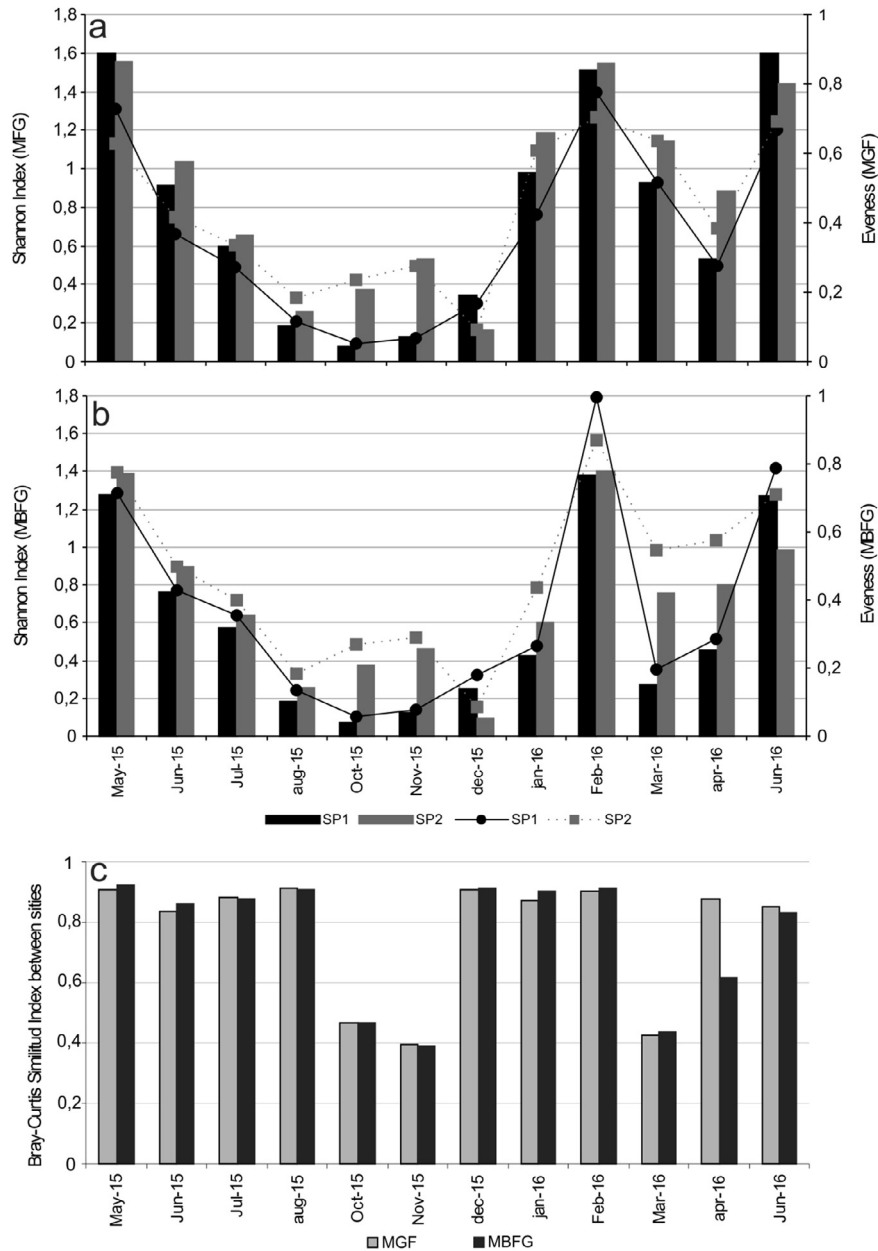 a
1,8
1,6
1,4
1,2
1
0,8
0,6
0,4
0,2
0
Shannon Index (MFG)
1
0,8
0,6
0,4
0,2
0
Eveness (MGF)
b
1,8
1,6
1,4
1,2
1
0,8
0,6
0,4
0,2
0
Shannon Index (MBFG)
1
0,8
0,6
0,4
0,2
0
Eveness (MBFG)
May-15
Jun-15
Jul-15
aug-15
Oct-15
Nov-15
dec-15
jan-16
Feb-16
Mar-16
apr-16
Jun-16
SP1 SP2 SP1 SP2
c
1
0,8
0,6
0,4
0,2
0
Bray-Curtis Similitud Index between sities
May-15
Jun-15
Jul-15
aug-15
Oct-15
Nov-15
dec-15
jan-16
Feb-16
Mar-16
apr-16
Jun-16
MGF MBFG